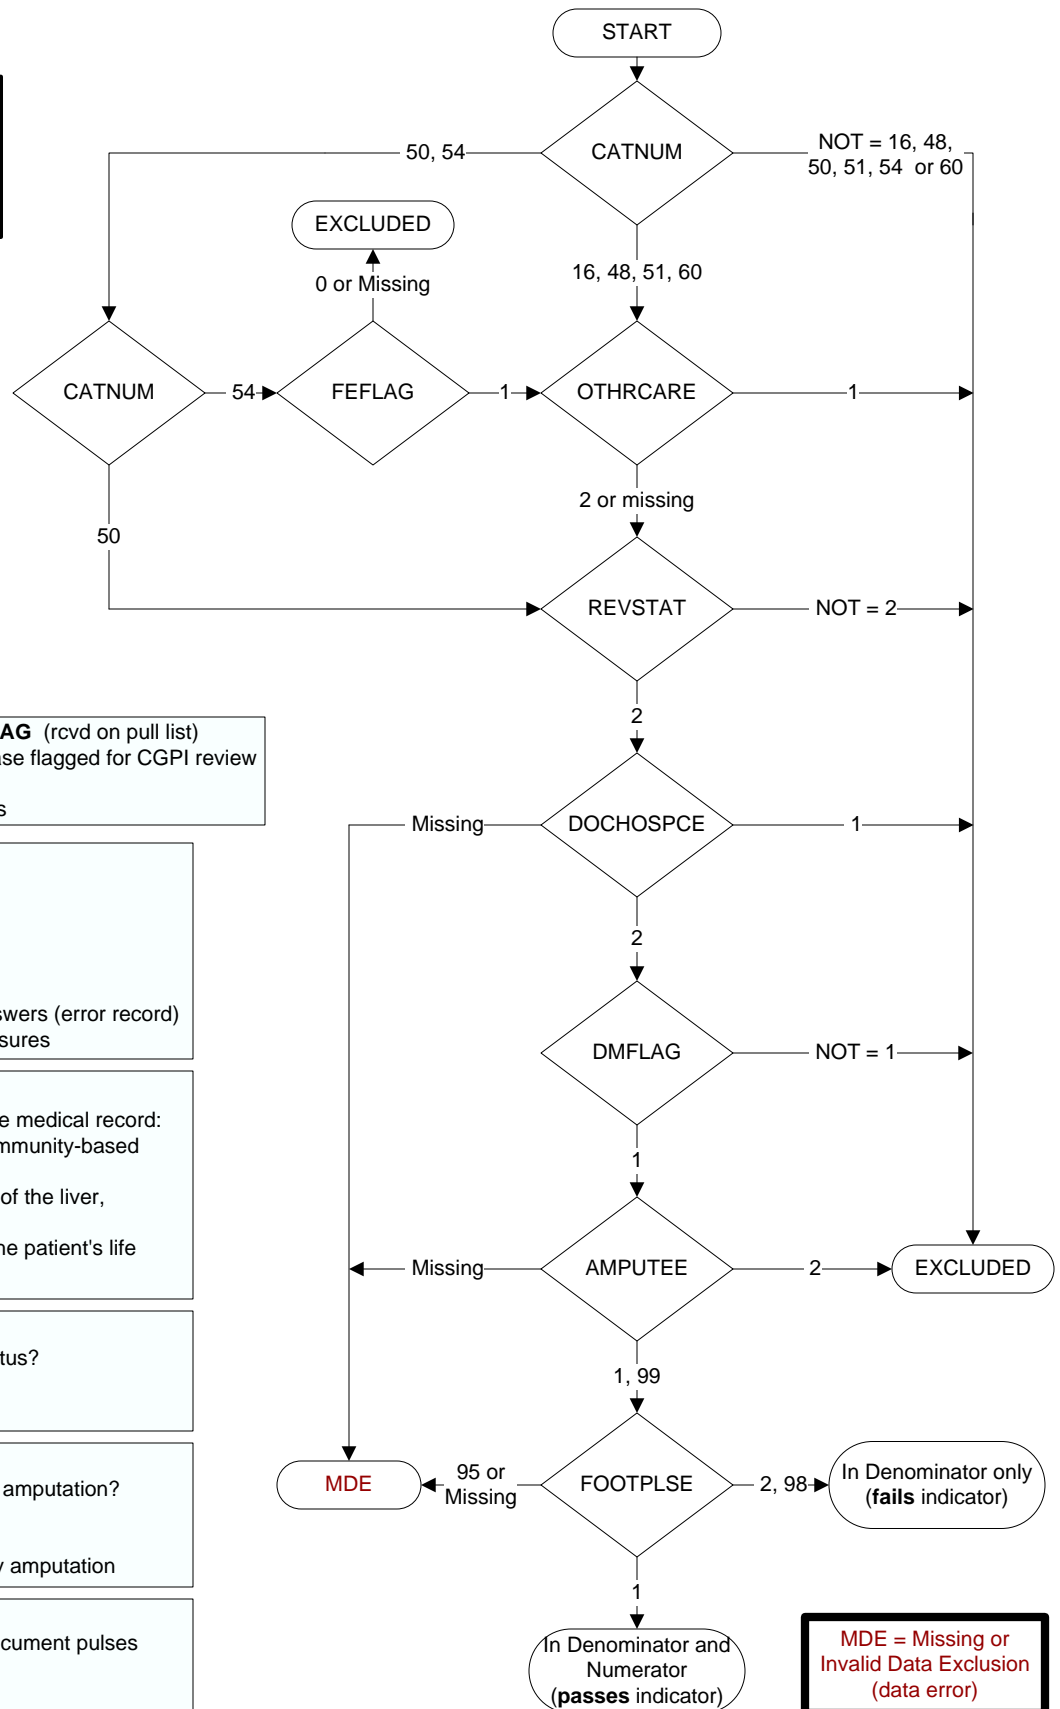 START
CATNUM
50, 54
NOT = 16, 48,
50, 51, 54 or 60
EXCLUDED
0 or Missing
16, 48, 51, 60
CATNUM
54
FEFLAG
1
OTHRCARE
1
2 or missing
50
REVSTAT
NOT = 2
2
AG (rcvd on pull list)
ase flagged for CGPI review
s
Missing
DOCHOSPCE
1
2
swers (error record)
sures
DMFLAG
NOT = 1
1
e medical record:
mmunity-based
of the liver,
he patient's life
Missing
AMPUTEE
2
EXCLUDED
tus?
1, 99
amputation?
y amputation
MDE
95 or
Missing
FOOTPLSE
2, 98
In Denominator only
(fails indicator)
1
cument pulses
In Denominator and
Numerator
(passes indicator)
MDE = Missing or
Invalid Data Exclusion
(data error)